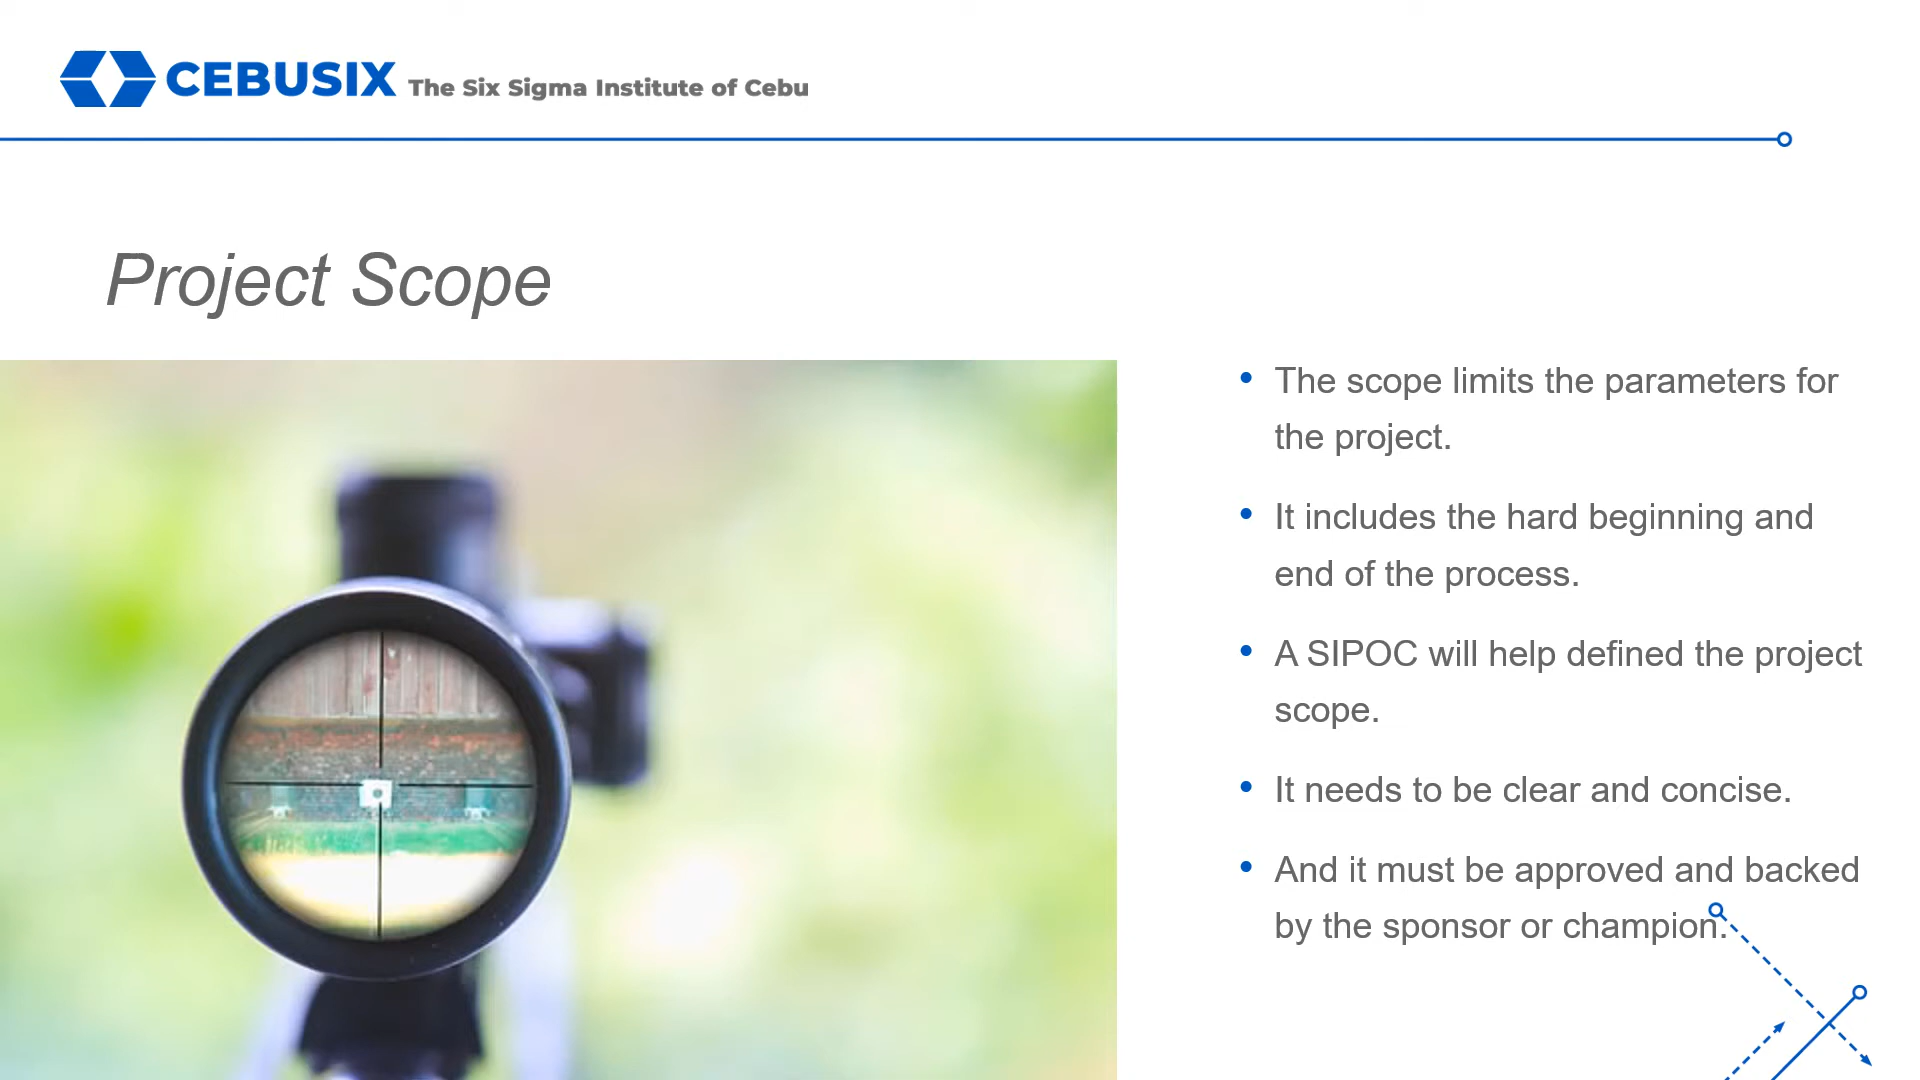 CEBUSIX The Six Sigma Institute of Cebu
Project Scope
• The scope limits the parameters for
the project.
• It includes the hard beginning and
end of the process.
• A SIPOC will help defined the project
scope.
• It needs to be clear and concise.
• And it must be approved and backed
by the sponsor or champion.